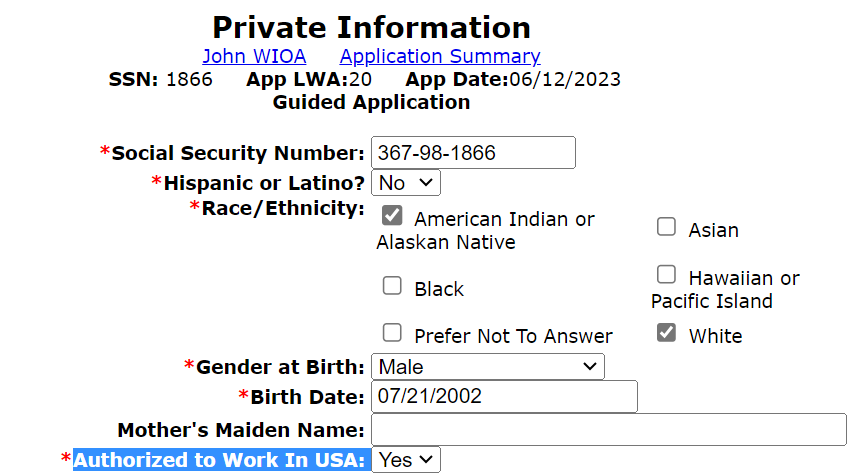 Private Information
John WIOA Application Summary
SSN: 1866 App LWA:20 App Date:06/12/2023
Guided Application
*Social Security Number: 367-98-1866
*Hispanic or Latino? No
*Race/Ethnicity: American Indian or
Alaskan Native
Asian
Black
Hawaiian or
Pacific Island
Prefer Not To Answer
White
*Gender at Birth: Male
*Birth Date: 07/21/2002
Mother's Maiden Name:
*Authorized to Work In USA: Yes